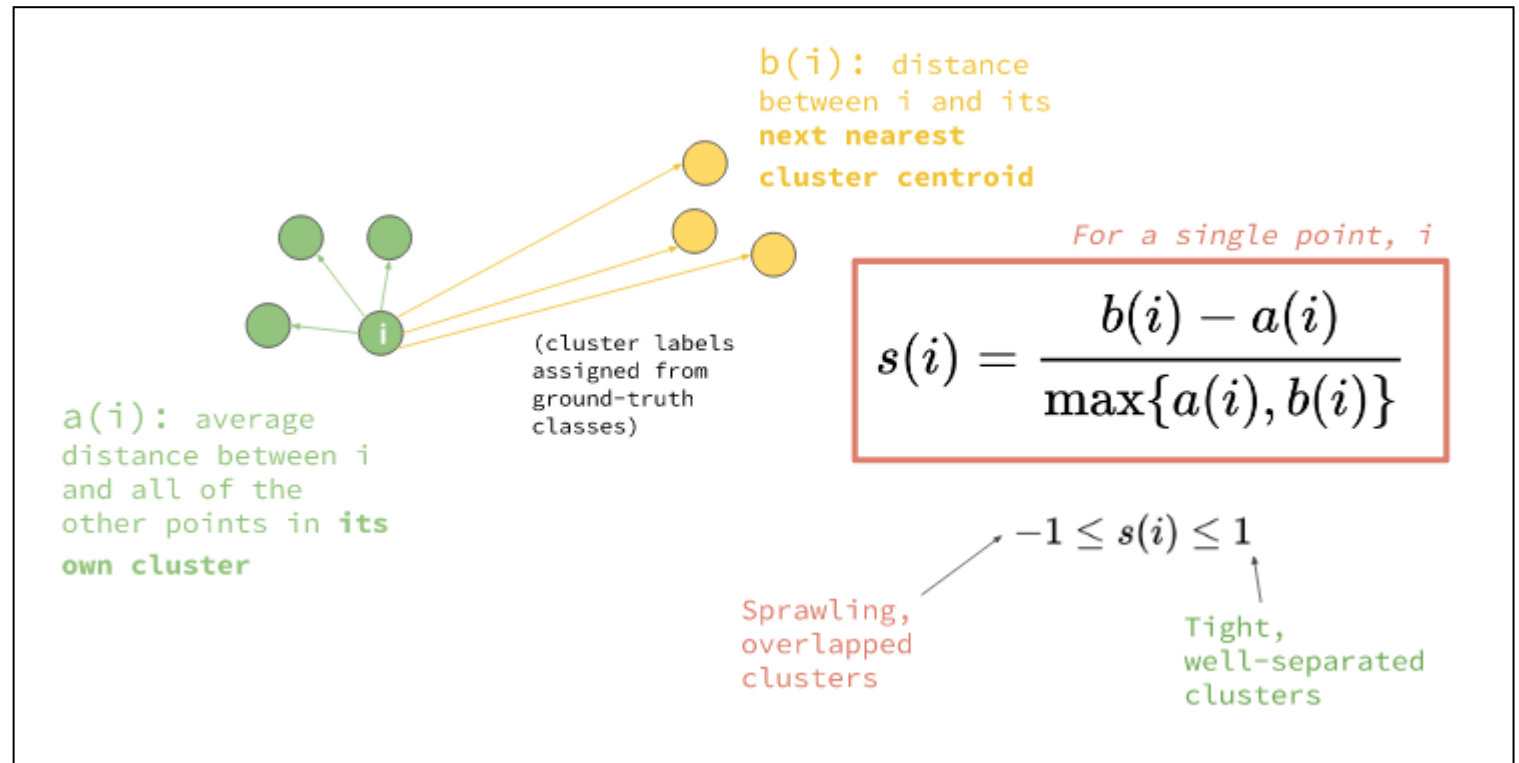 b(i): distance
between i and its
next nearest
cluster centroid
For a single point, i
s(i) = \frac{b(i) - a(i)}{\max\{a(i), b(i)\}}
i
(cluster labels
assigned from
ground-truth
classes)
a(i): average
distance between i
and all of the
other points in its
own cluster
-1 ≤ s(i) ≤ 1
Sprawling,
overlapped
clusters
Tight,
well-separated
clusters